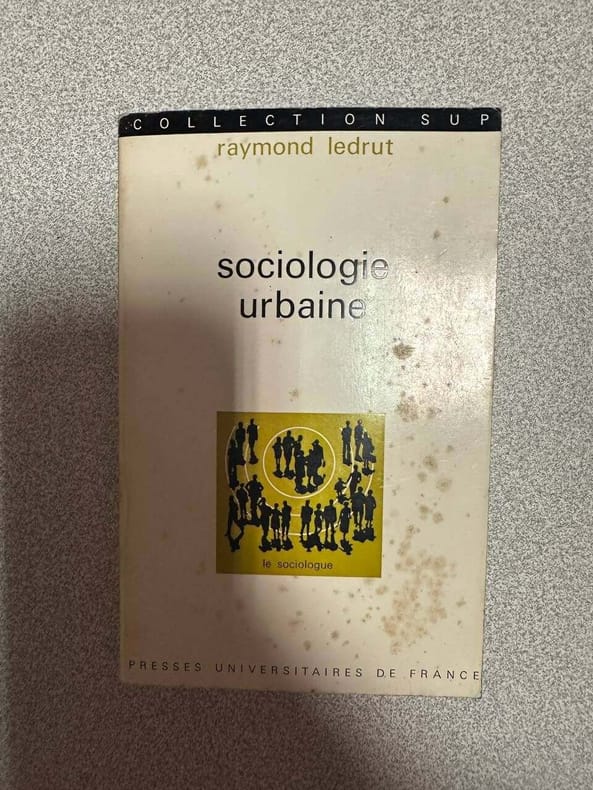 COLLECTION SUP
raymond ledrut
sociologie
urbaine
le sociologue
PRESSES UNIVERSITAIRES DE FRANCE